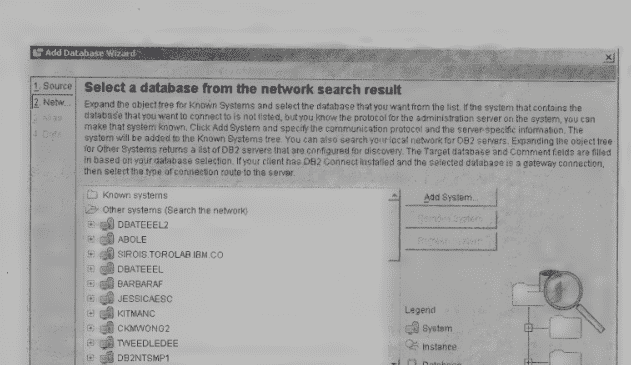 Add Database Wizard
1. Source
2. Netw...
3. Alias
Select a database from the network search result
Expand the object tree for Known Systems and select the database that you want from the list. If the system that contains the
database that you want to connect to is not listed, but you know the protocol for the administration server on the system, you can
make that system known. Click Add System and specify the communication protocol and the server-specific information. The
system will be added to the Known Systems tree. You can also search your local network for DB2 servers. Expanding the object tree
for Other Systems returns a list of DB2 servers that are configured for discovery. The Target database and Comment fields are filled
in based on your database selection. If your client has DB2 Connect installed and the selected database is a gateway connection,
then select the type of connection route to the server.
Known systems
Other systems (Search the network)
DBATEEEL2
ABOLE
SIROIS.TOROLAB.IBM.CO
DBATEEEL
BARBARAF
JESSICAESC
KITMANC
CKMWONG2
TWEEDLEDEE
DB2NTSMP1
Add System...
Legend
System
Instance
Database